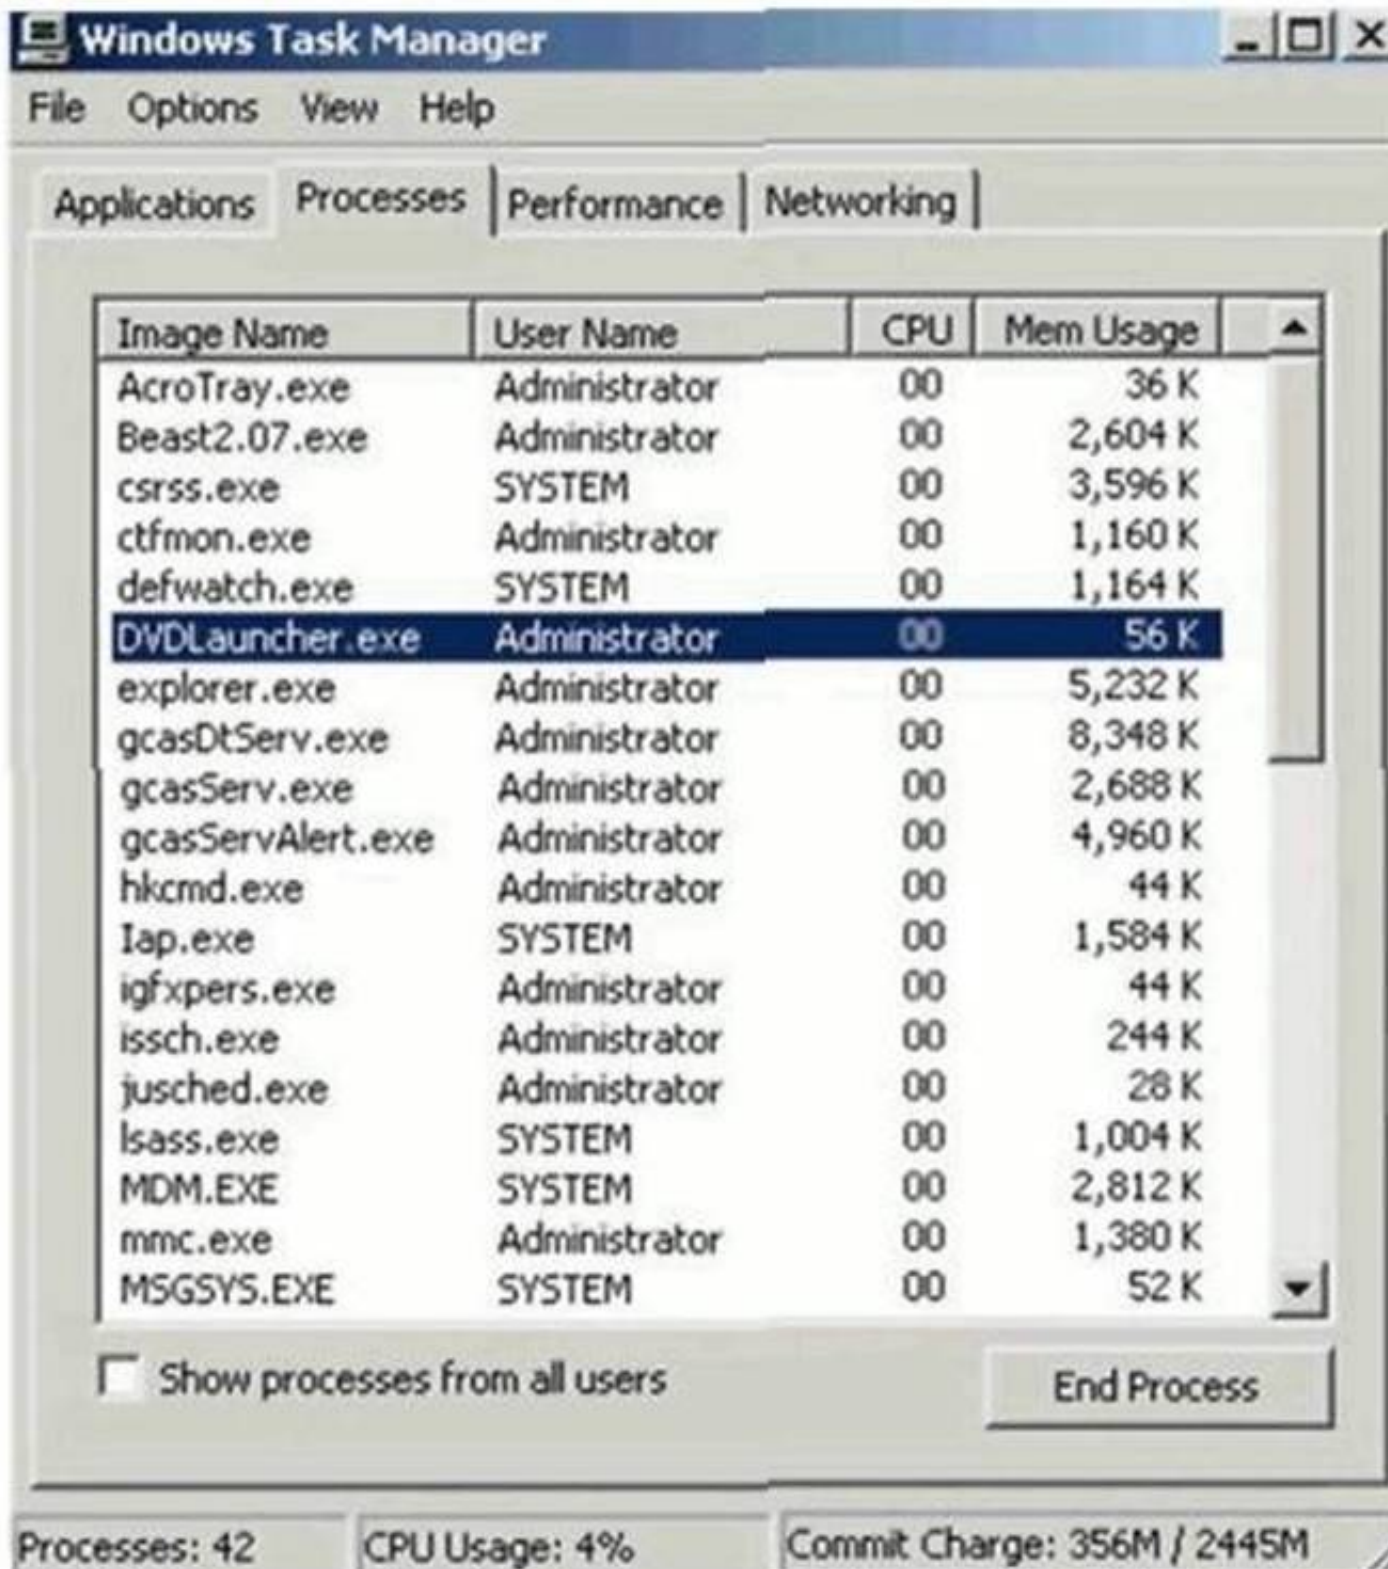 Windows Task Manager
File Options View Help
Applications Processes Performance Networking
Image Name User Name CPU Mem Usage
AcroTray.exe Administrator 00 36 K
Beast2.07.exe Administrator 00 2,604 K
csrss.exe SYSTEM 00 3,596 K
ctfmon.exe Administrator 00 1,160 K
defwatch.exe SYSTEM 00 1,164 K
DVDLauncher.exe Administrator 00 56 K
explorer.exe Administrator 00 5,232 K
gcasDtServ.exe Administrator 00 8,348 K
gcasServ.exe Administrator 00 2,688 K
gcasServAlert.exe Administrator 00 4,960 K
hkcmd.exe Administrator 00 44 K
Iap.exe SYSTEM 00 1,584 K
igfxpers.exe Administrator 00 44 K
issch.exe Administrator 00 244 K
jusched.exe Administrator 00 28 K
lsass.exe SYSTEM 00 1,004 K
MDM.EXE SYSTEM 00 2,812 K
mmc.exe Administrator 00 1,380 K
MSGSYS.EXE SYSTEM 00 52 K
Show processes from all users End Process
Processes: 42 CPU Usage: 4% Commit Charge: 356M / 2445M